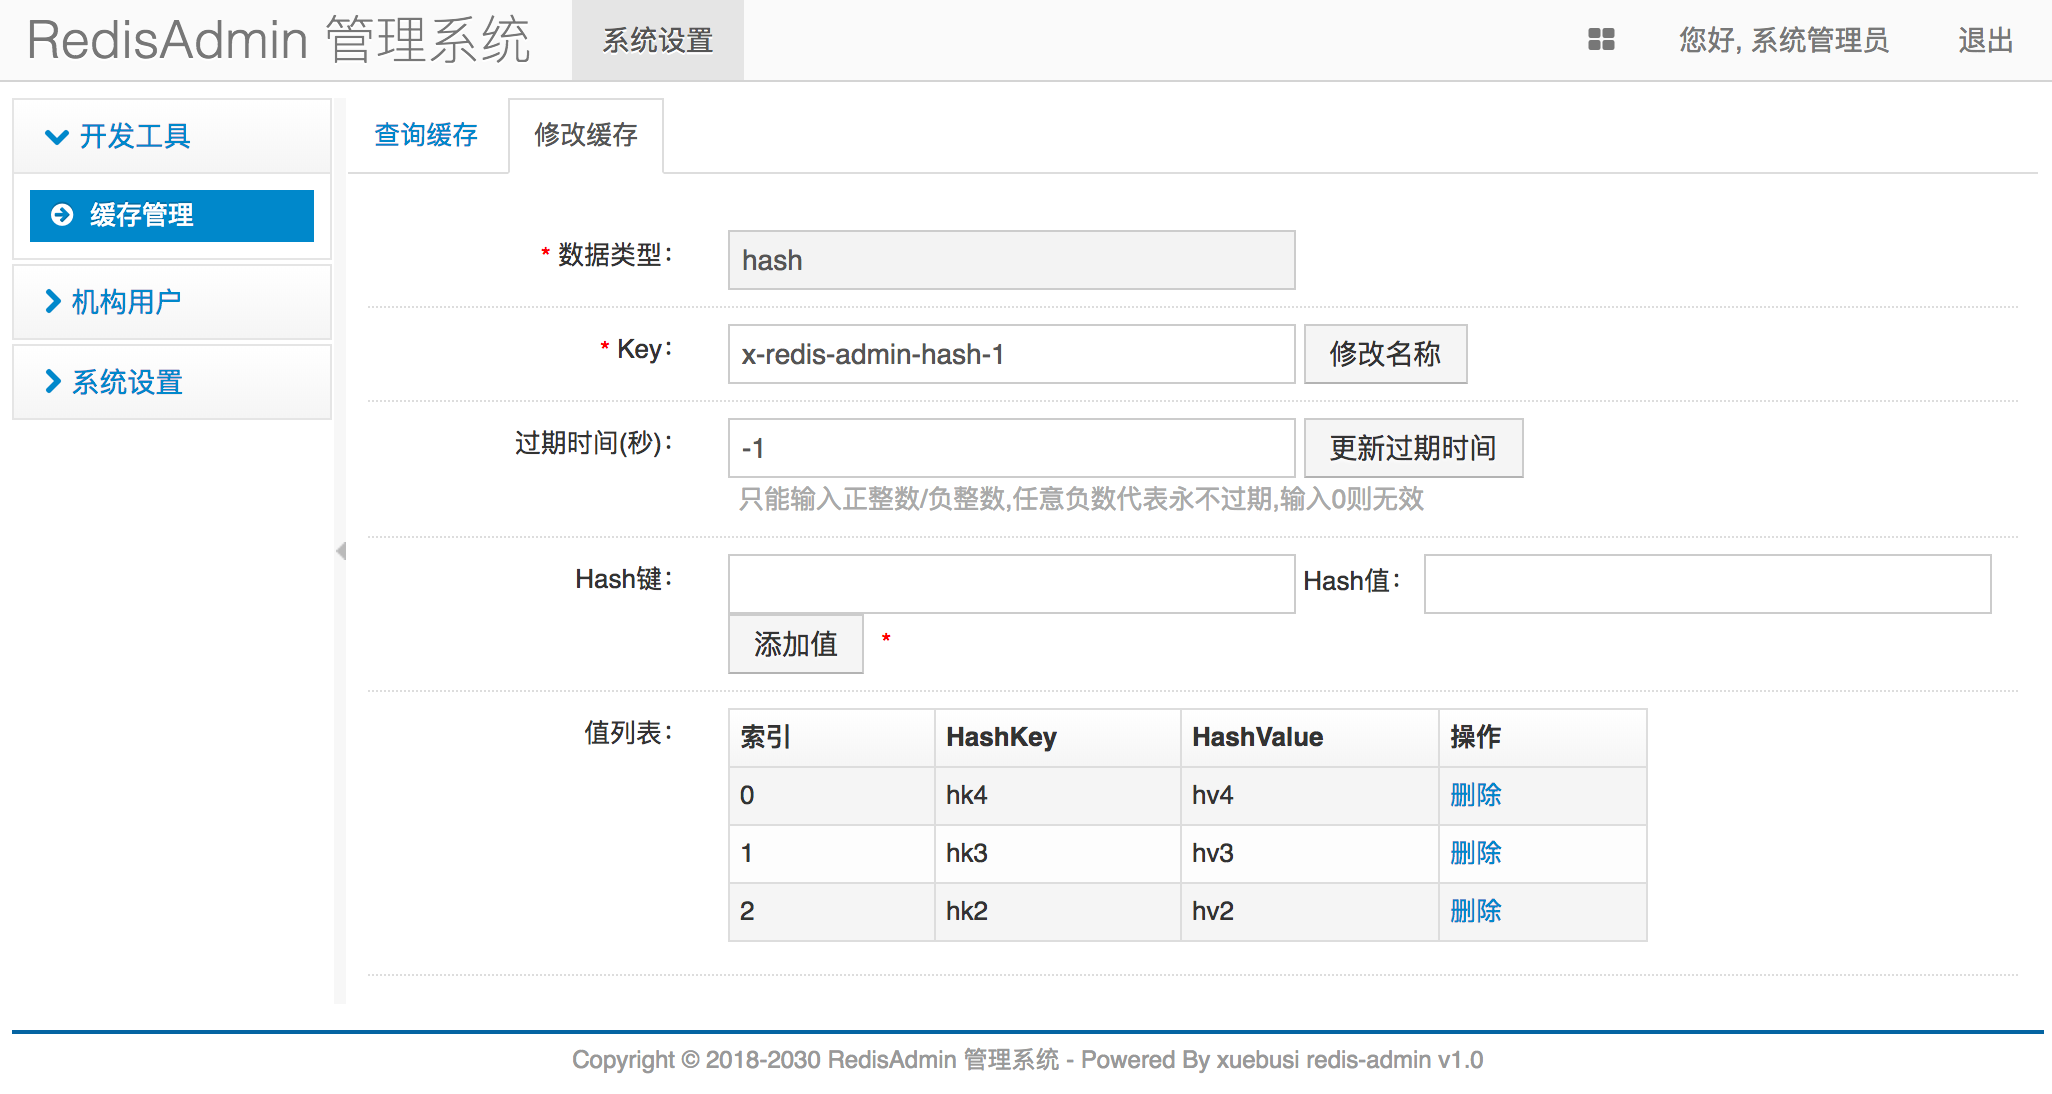 RedisAdmin 管理系统 系统设置 您好, 系统管理员 退出
开发工具
缓存管理
机构用户
系统设置
查询缓存 修改缓存
* 数据类型： hash
* Key： x-redis-admin-hash-1 修改名称
过期时间(秒)： -1 更新过期时间
只能输入正整数/负整数,任意负数代表永不过期,输入0则无效
Hash键： Hash值：
添加值 *
值列表：
索引 HashKey HashValue 操作
0 hk4 hv4 删除
1 hk3 hv3 删除
2 hk2 hv2 删除
Copyright © 2018-2030 RedisAdmin 管理系统 - Powered By xuebusi redis-admin v1.0